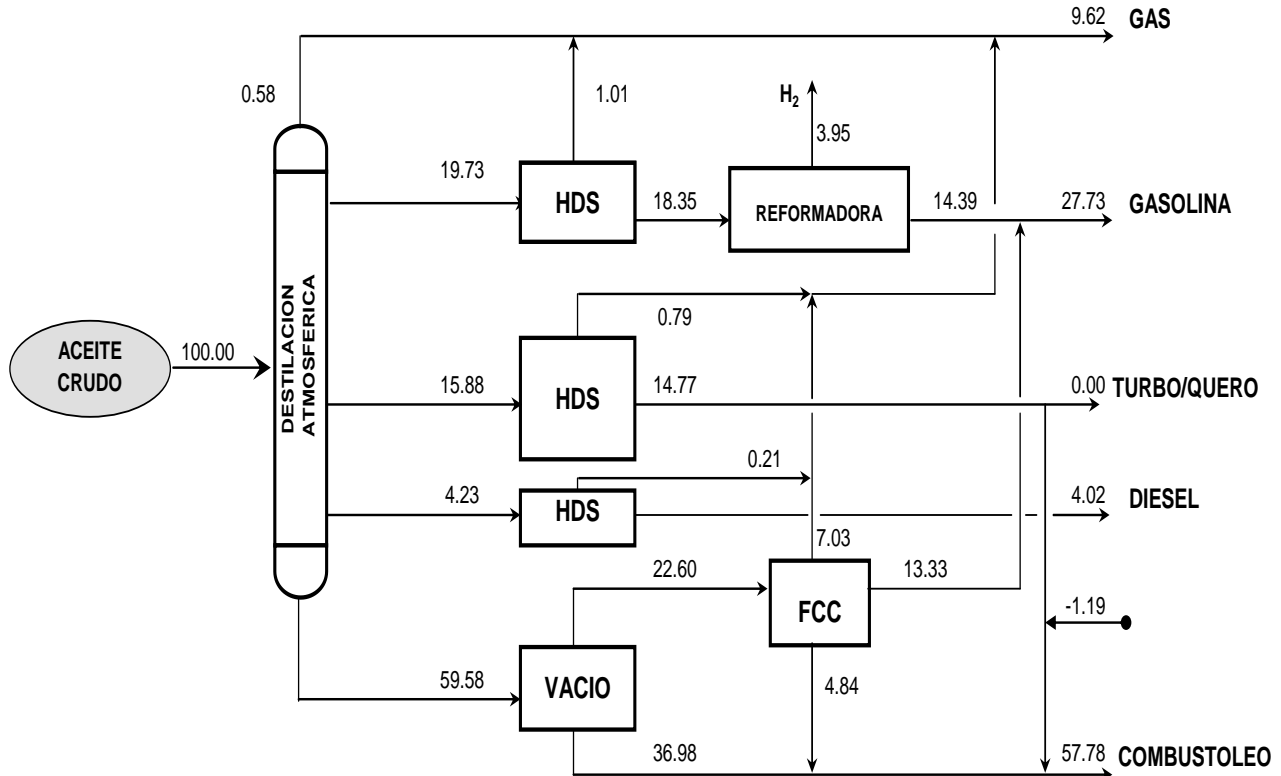 9.62 GAS
0.58
1.01
H₂
3.95
19.73
HDS
18.35
REFORMADORA
14.39
27.73
GASOLINA
DESTILACION
ATMOSFERICA
0.79
ACEITE
CRUDO
100.00
15.88
HDS
14.77
0.00
TURBO/QUERO
0.21
4.23
HDS
4.02
DIESEL
7.03
22.60
FCC
13.33
-1.19
59.58
VACIO
4.84
36.98
57.78
COMBUSTOLEO